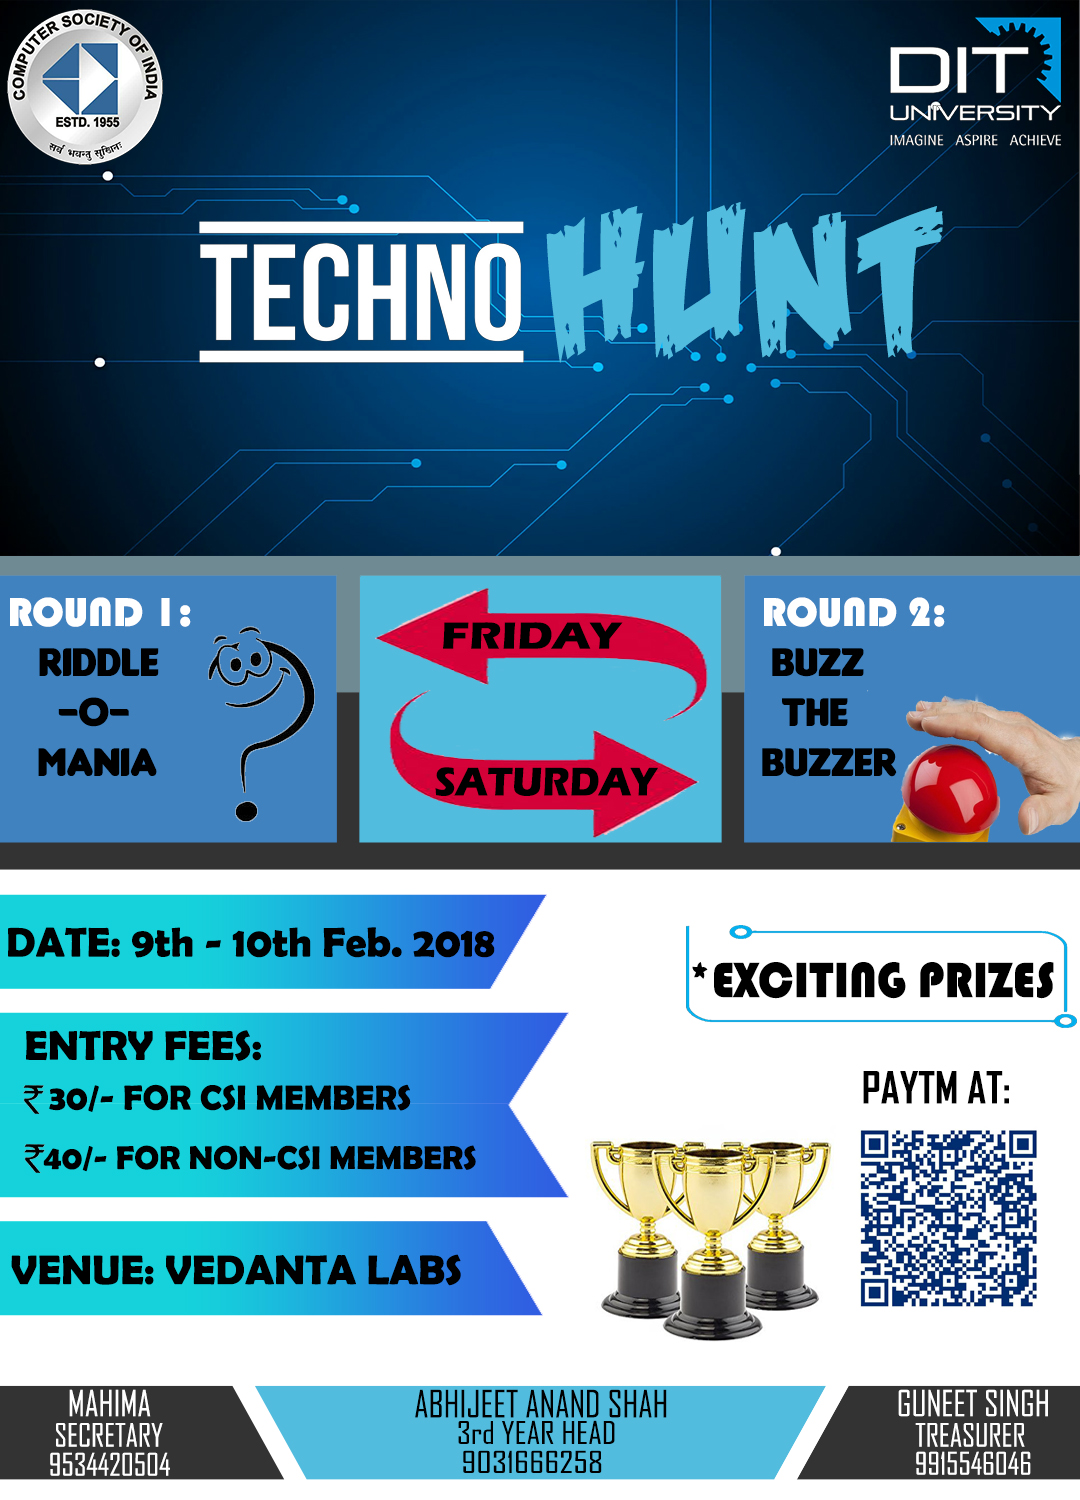 COMPUTER SOCIETY OF INDIA
ESTD. 1955
सर्वे भवन्तु सुखिनः
DIT
UNIVERSITY
IMAGINE ASPIRE ACHIEVE
TECHNO HUNT
ROUND 1:
RIDDLE
-O-
MANIA
FRIDAY
SATURDAY
ROUND 2:
BUZZ
THE
BUZZER
DATE: 9th - 10th Feb. 2018
*EXCITING PRIZES
ENTRY FEES:
₹ 30/- FOR CSI MEMBERS
₹40/- FOR NON-CSI MEMBERS
PAYTM AT:
VENUE: VEDANTA LABS
MAHIMA
SECRETARY
9534420504
ABHIJEET ANAND SHAH
3rd YEAR HEAD
9031666258
GUNEET SINGH
TREASURER
9915546046